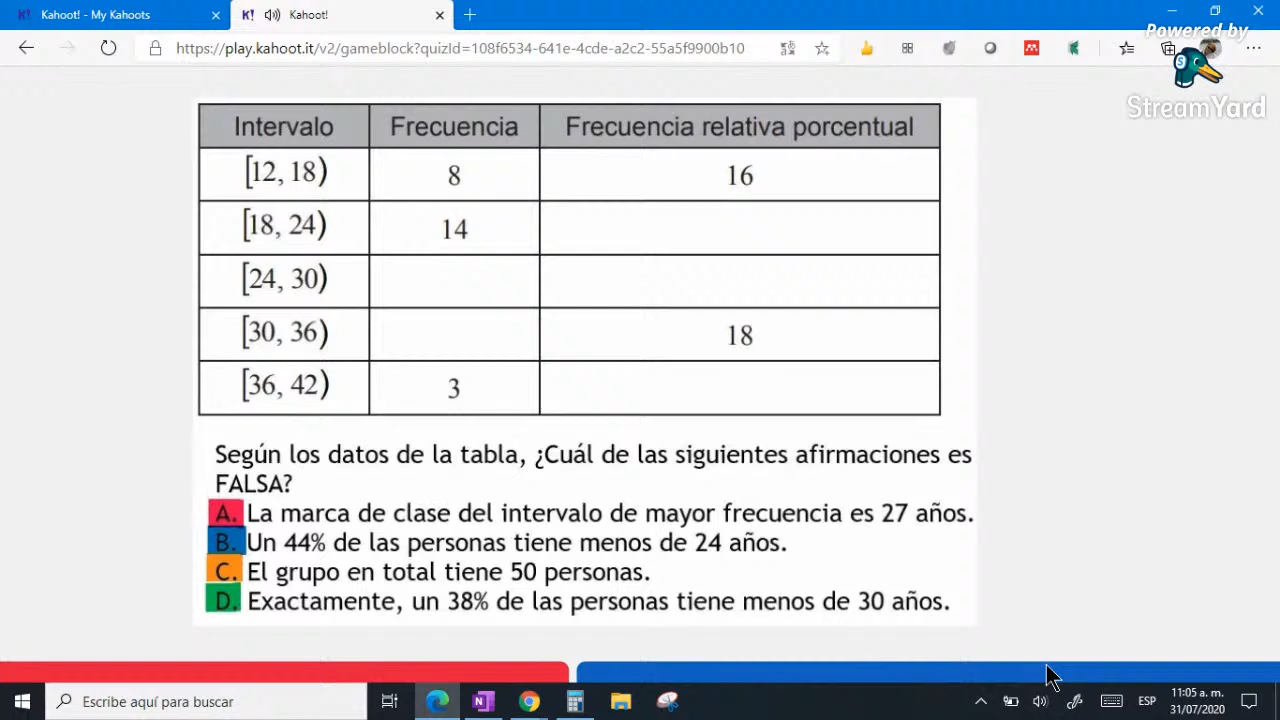 Kahoot! - My Kahoots
Kahoot!
https://play.kahoot.it/v2/gameblock?quizId=108f6534-641e-4cde-a2c2-55a5f9900b10
Powered by
StreamYard
Intervalo Frecuencia Frecuencia relativa porcentual
[12, 18) 8 16
[18, 24) 14
[24, 30)
[30, 36) 18
[36, 42) 3
Según los datos de la tabla, ¿Cuál de las siguientes afirmaciones es
FALSA?
A. La marca de clase del intervalo de mayor frecuencia es 27 años.
B. Un 44% de las personas tiene menos de 24 años.
C. El grupo en total tiene 50 personas.
D. Exactamente, un 38% de las personas tiene menos de 30 años.
Escribe aquí para buscar
ESP
11:05 a. m.
31/07/2020